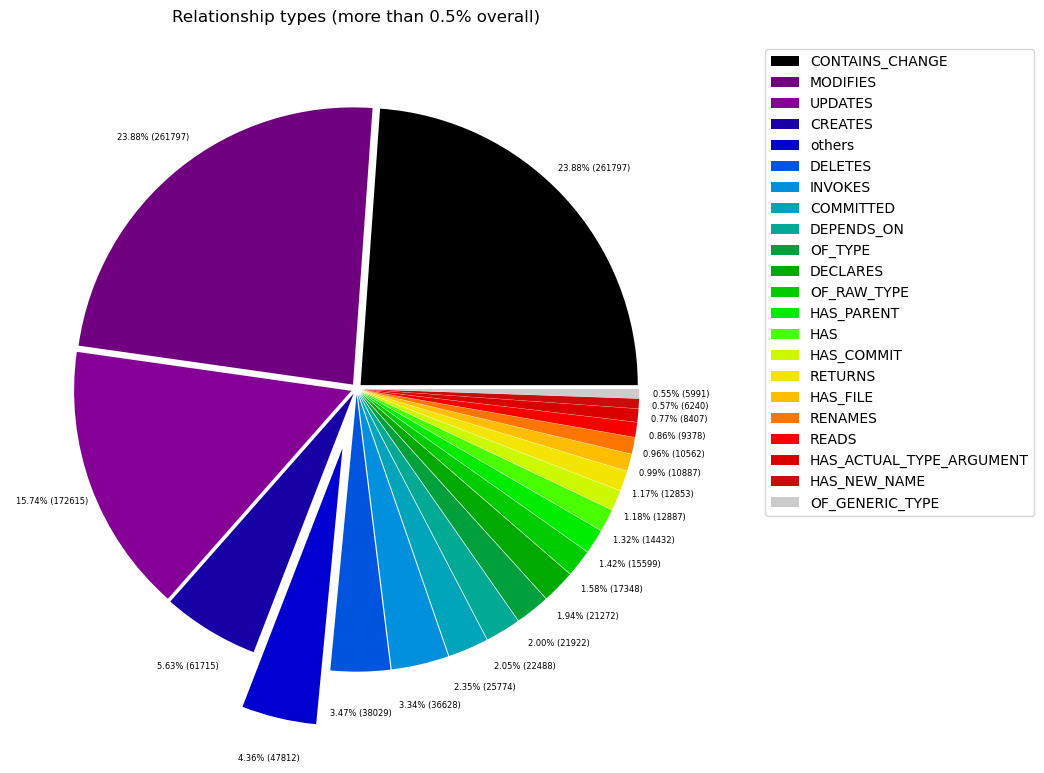 Relationship types (more than 0.5% overall)
23.88% (261797)
23.88% (261797)
15.74% (172615)
5.63% (61715)
4.36% (47812)
3.47% (38029)
3.34% (36628)
2.35% (25774)
2.05% (22488)
2.00% (21922)
1.94% (21272)
1.58% (17348)
1.42% (15599)
1.32% (14432)
1.18% (12887)
1.17% (12853)
0.99% (10887)
0.96% (10562)
0.86% (9378)
0.77% (8407)
0.57% (6240)
0.55% (5991)
CONTAINS_CHANGE
MODIFIES
UPDATES
CREATES
others
DELETES
INVOKES
COMMITTED
DEPENDS_ON
OF_TYPE
DECLARES
OF_RAW_TYPE
HAS_PARENT
HAS
HAS_COMMIT
RETURNS
HAS_FILE
RENAMES
READS
HAS_ACTUAL_TYPE_ARGUMENT
HAS_NEW_NAME
OF_GENERIC_TYPE